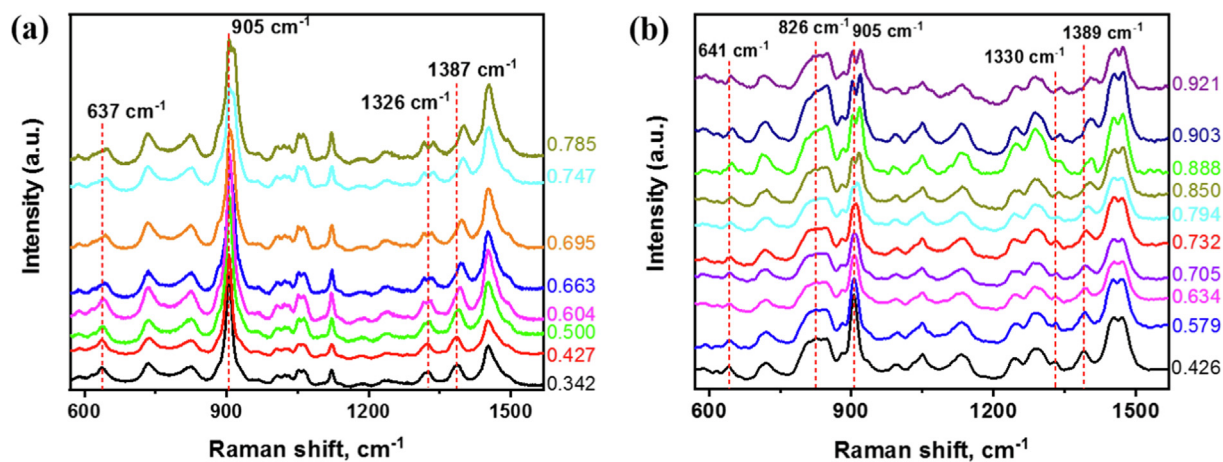 (a)
905 cm⁻¹
637 cm⁻¹
1326 cm⁻¹
1387 cm⁻¹
0.785
0.747
0.695
0.663
0.604
0.500
0.427
0.342
Intensity (a.u.)
600 900 1200 1500
Raman shift, cm⁻¹
(b)
641 cm⁻¹
826 cm⁻¹
905 cm⁻¹
1330 cm⁻¹
1389 cm⁻¹
0.921
0.903
0.888
0.850
0.794
0.732
0.705
0.634
0.579
0.426
Intensity (a.u.)
600 900 1200 1500
Raman shift, cm⁻¹